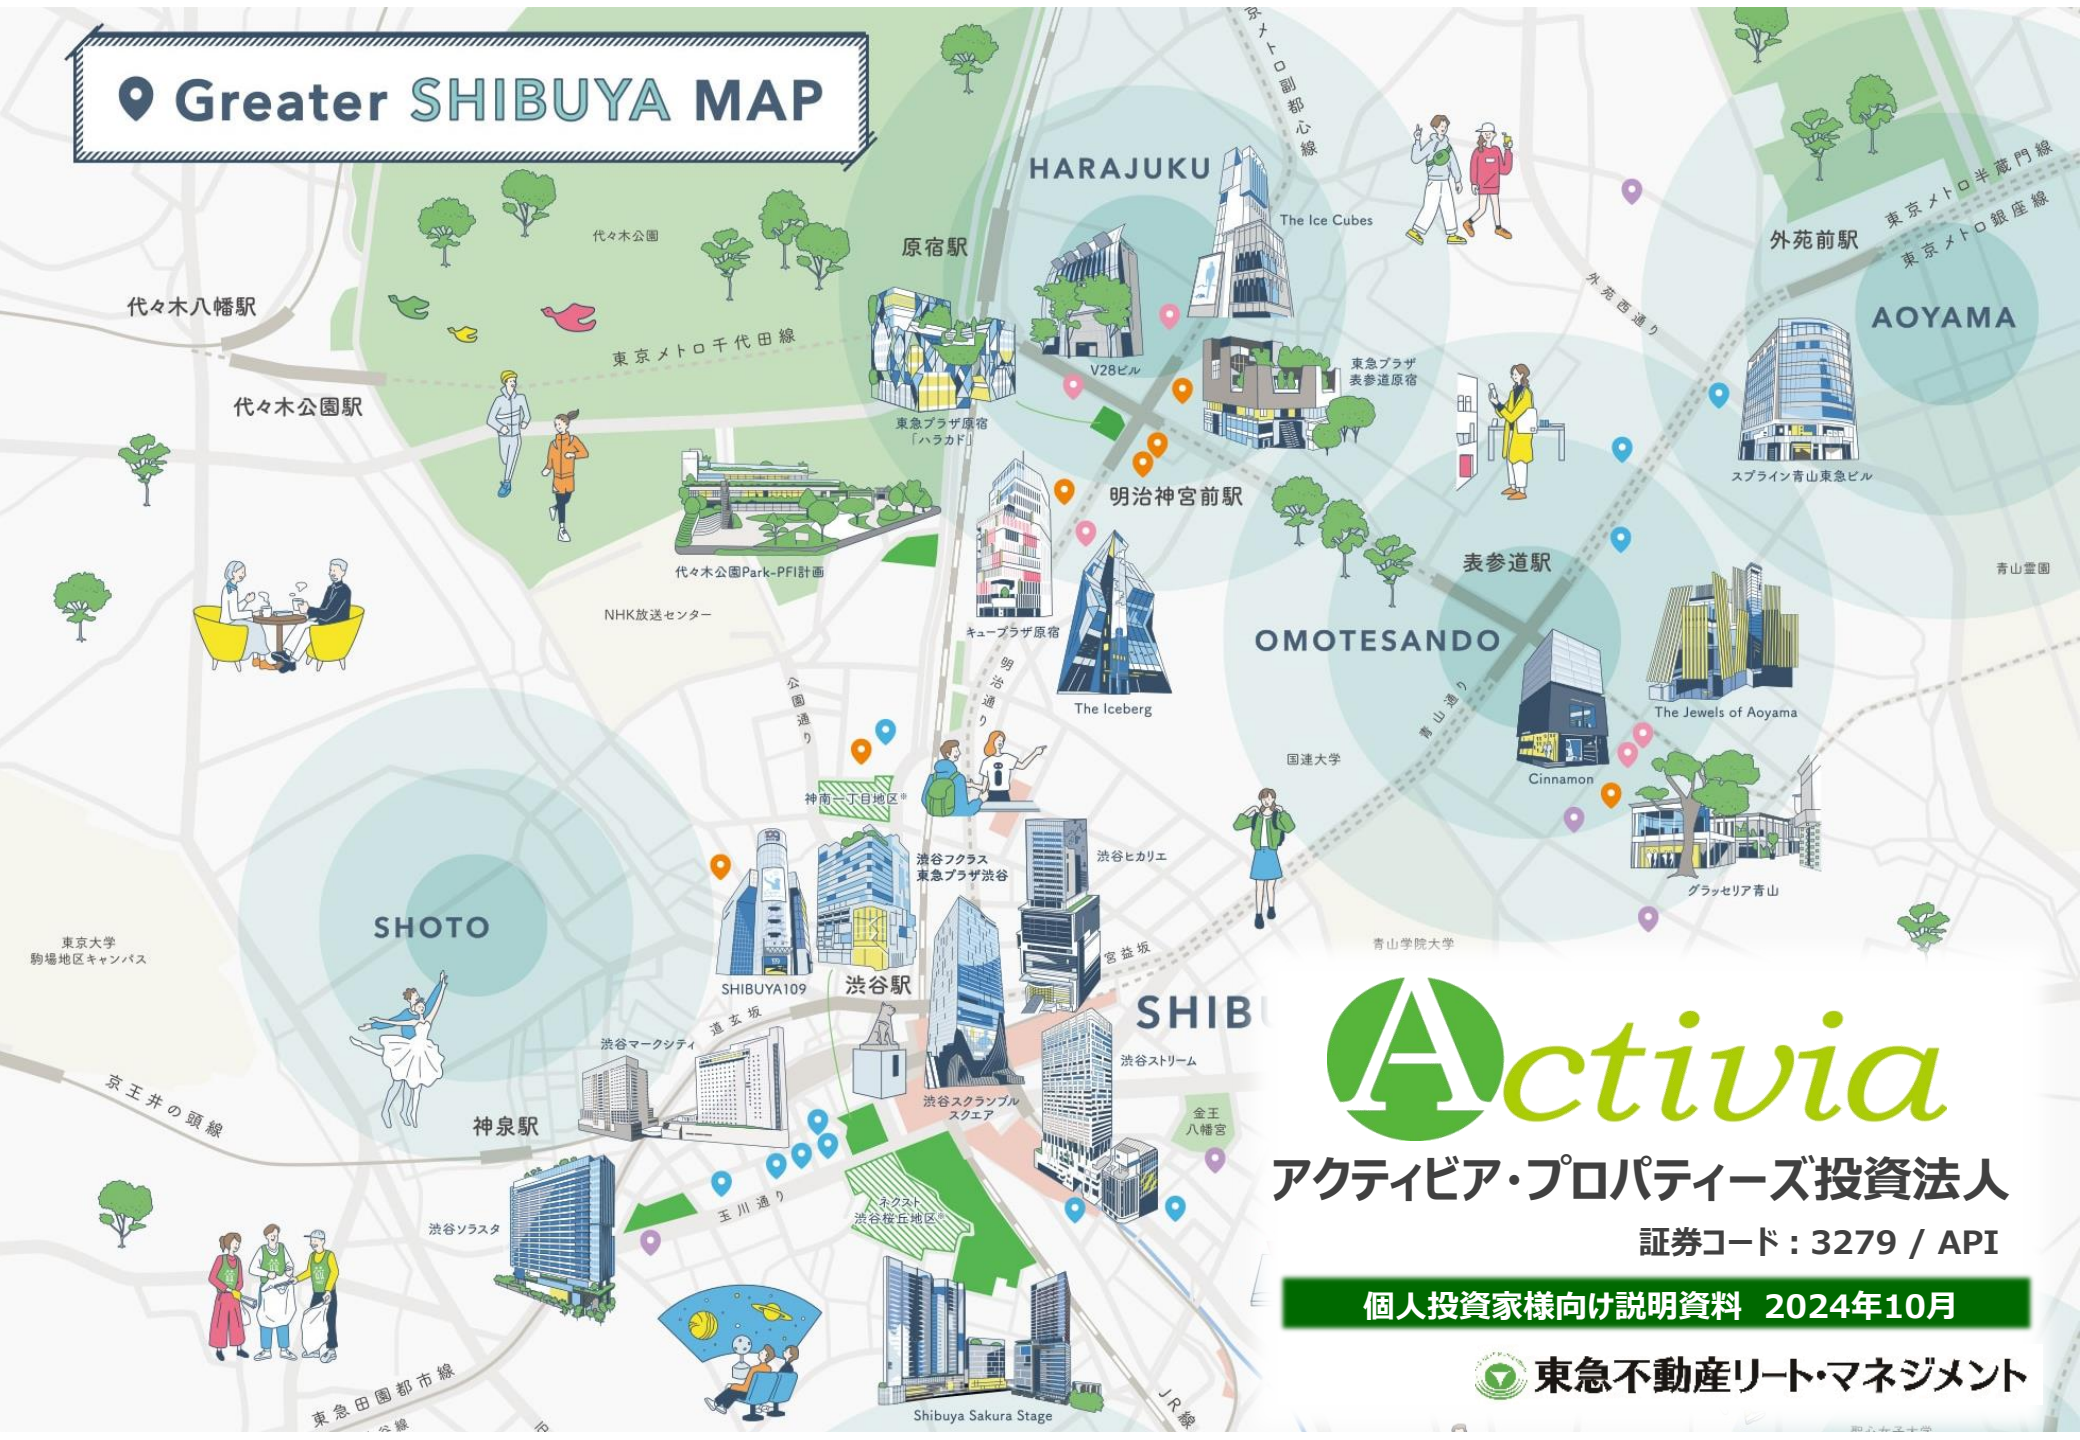 Greater SHIBUYA MAP
東京メトロ副都心線
HARAJUKU
The Ice Cubes
代々木公園
原宿駅
外苑前駅
東京メトロ半蔵門線
東京メトロ銀座線
外苑西通り
AOYAMA
代々木八幡駅
東京メトロ千代田線
V28ビル
東急プラザ
表参道原宿
代々木公園駅
東急プラザ原宿
「ハラカド」
スプライン青山東急ビル
明治神宮前駅
代々木公園Park-PFI計画
表参道駅
青山霊園
NHK放送センター
キュープラザ原宿
OMOTESANDO
明治通り
公園通り
青山通り
The Iceberg
The Jewels of Aoyama
国連大学
Cinnamon
神南一丁目地区※
渋谷フクラス
東急プラザ渋谷
渋谷ヒカリエ
グラッセリア青山
109
SHOTO
東京大学
駒場地区キャンパス
青山学院大学
宮益坂
SHIBUYA109
渋谷駅
道玄坂
SHIBU
渋谷マークシティ
渋谷ストリーム
京王井の頭線
渋谷スクランブル
スクエア
金王
八幡宮
神泉駅
玉川通り
ネクスト
渋谷桜丘地区※
渋谷ソラスタ
東急田園都市線
JR線
Shibuya Sakura Stage
Activia
アクティビア・プロパティーズ投資法人
証券コード：3279 / API
個人投資家様向け説明資料 2024年10月
東急不動産リート・マネジメント